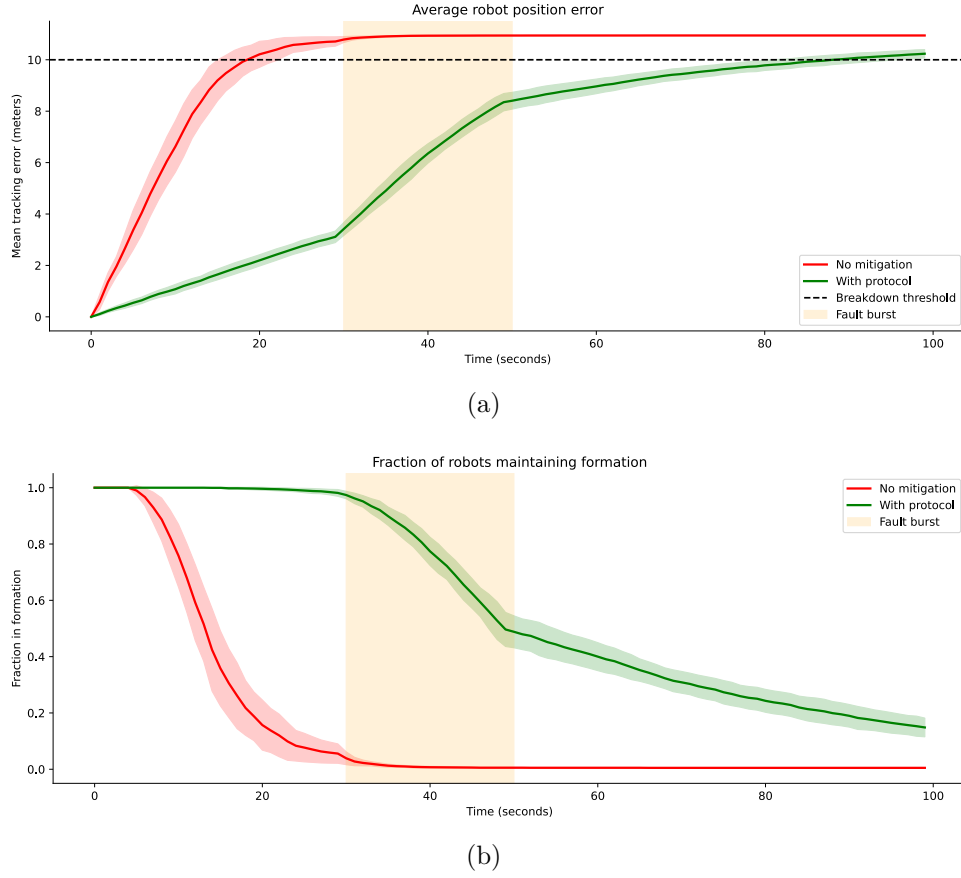 Average robot position error
Mean tracking error (meters)
10
8
6
4
2
0
No mitigation
With protocol
Breakdown threshold
Fault burst
0 20 40 60 80 100
Time (seconds)
(a)
Fraction of robots maintaining formation
Fraction in formation
1.0
0.8
0.6
0.4
0.2
0.0
No mitigation
With protocol
Fault burst
0 20 40 60 80 100
Time (seconds)
(b)